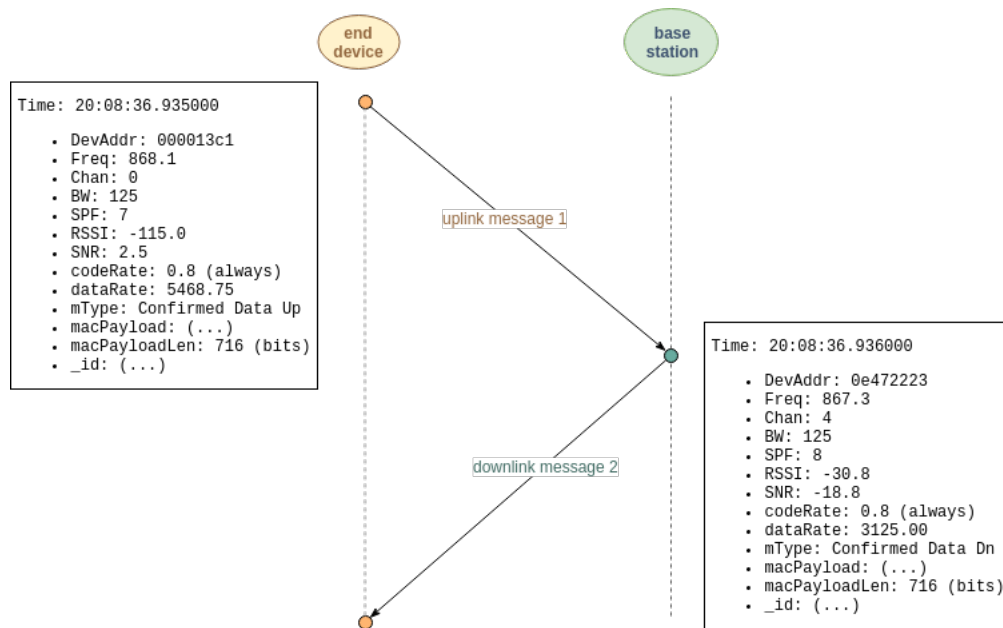 end
device
base
station
Time: 20:08:36.935000
• DevAddr: 000013c1
• Freq: 868.1
• Chan: 0
• BW: 125
• SPF: 7
• RSSI: -115.0
• SNR: 2.5
• codeRate: 0.8 (always)
• dataRate: 5468.75
• mType: Confirmed Data Up
• macPayload: (...)
• macPayloadLen: 716 (bits)
• _id: (...)
uplink message 1
Time: 20:08:36.936000
• DevAddr: 0e472223
• Freq: 867.3
• Chan: 4
• BW: 125
• SPF: 8
• RSSI: -30.8
• SNR: -18.8
• codeRate: 0.8 (always)
• dataRate: 3125.00
• mType: Confirmed Data Dn
• macPayload: (...)
• macPayloadLen: 716 (bits)
• _id: (...)
downlink message 2